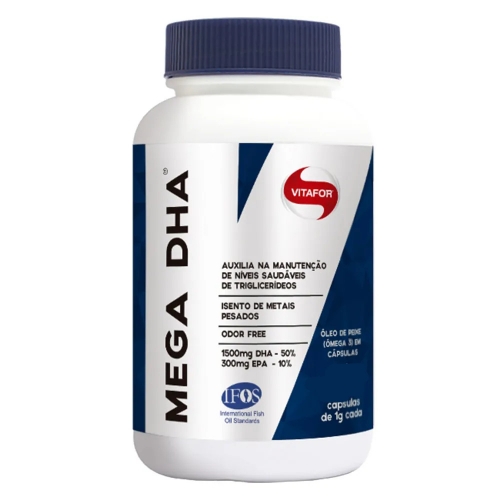 MEGA DHA®
VITAFOR®
AUXILIA NA MANUTENÇÃO
DE NÍVEIS SAUDÁVEIS
DE TRIGLICERÍDEOS
ISENTO DE METAIS
PESADOS
ODOR FREE
1500mg DHA - 50%
300mg EPA - 10%
ÓLEO DE PEIXE
(ÔMEGA 3) EM
CÁPSULAS
IFOS
International Fish
Oil Standards
capsulas
de 1g cada